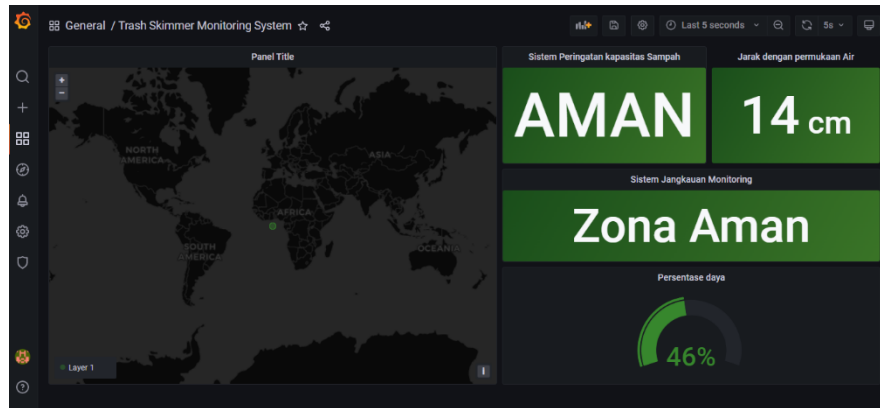 General / Trash Skimmer Monitoring System
Last 5 seconds
5s
Panel Title
+
-
NORTH
AMERICA
ASIA
AFRICA
SOUTH
AMERICA
OCEANIA
Layer 1
i
Sistem Peringatan kapasitas Sampah
AMAN
Jarak dengan permukaan Air
14 cm
Sistem Jangkauan Monitoring
Zona Aman
Persentase daya
46%